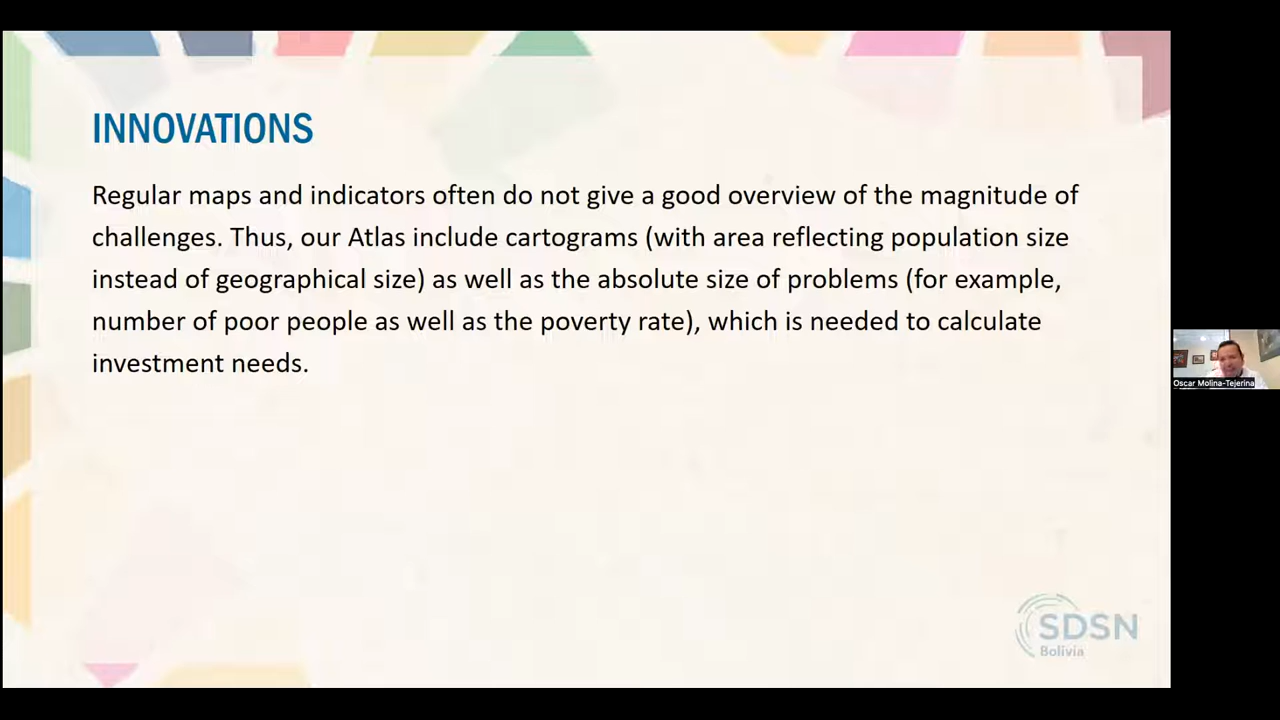 INNOVATIONS
Regular maps and indicators often do not give a good overview of the magnitude of
challenges. Thus, our Atlas include cartograms (with area reflecting population size
instead of geographical size) as well as the absolute size of problems (for example,
number of poor people as well as the poverty rate), which is needed to calculate
investment needs.
Oscar Molina-Tejerina
SDSN
Bolivia